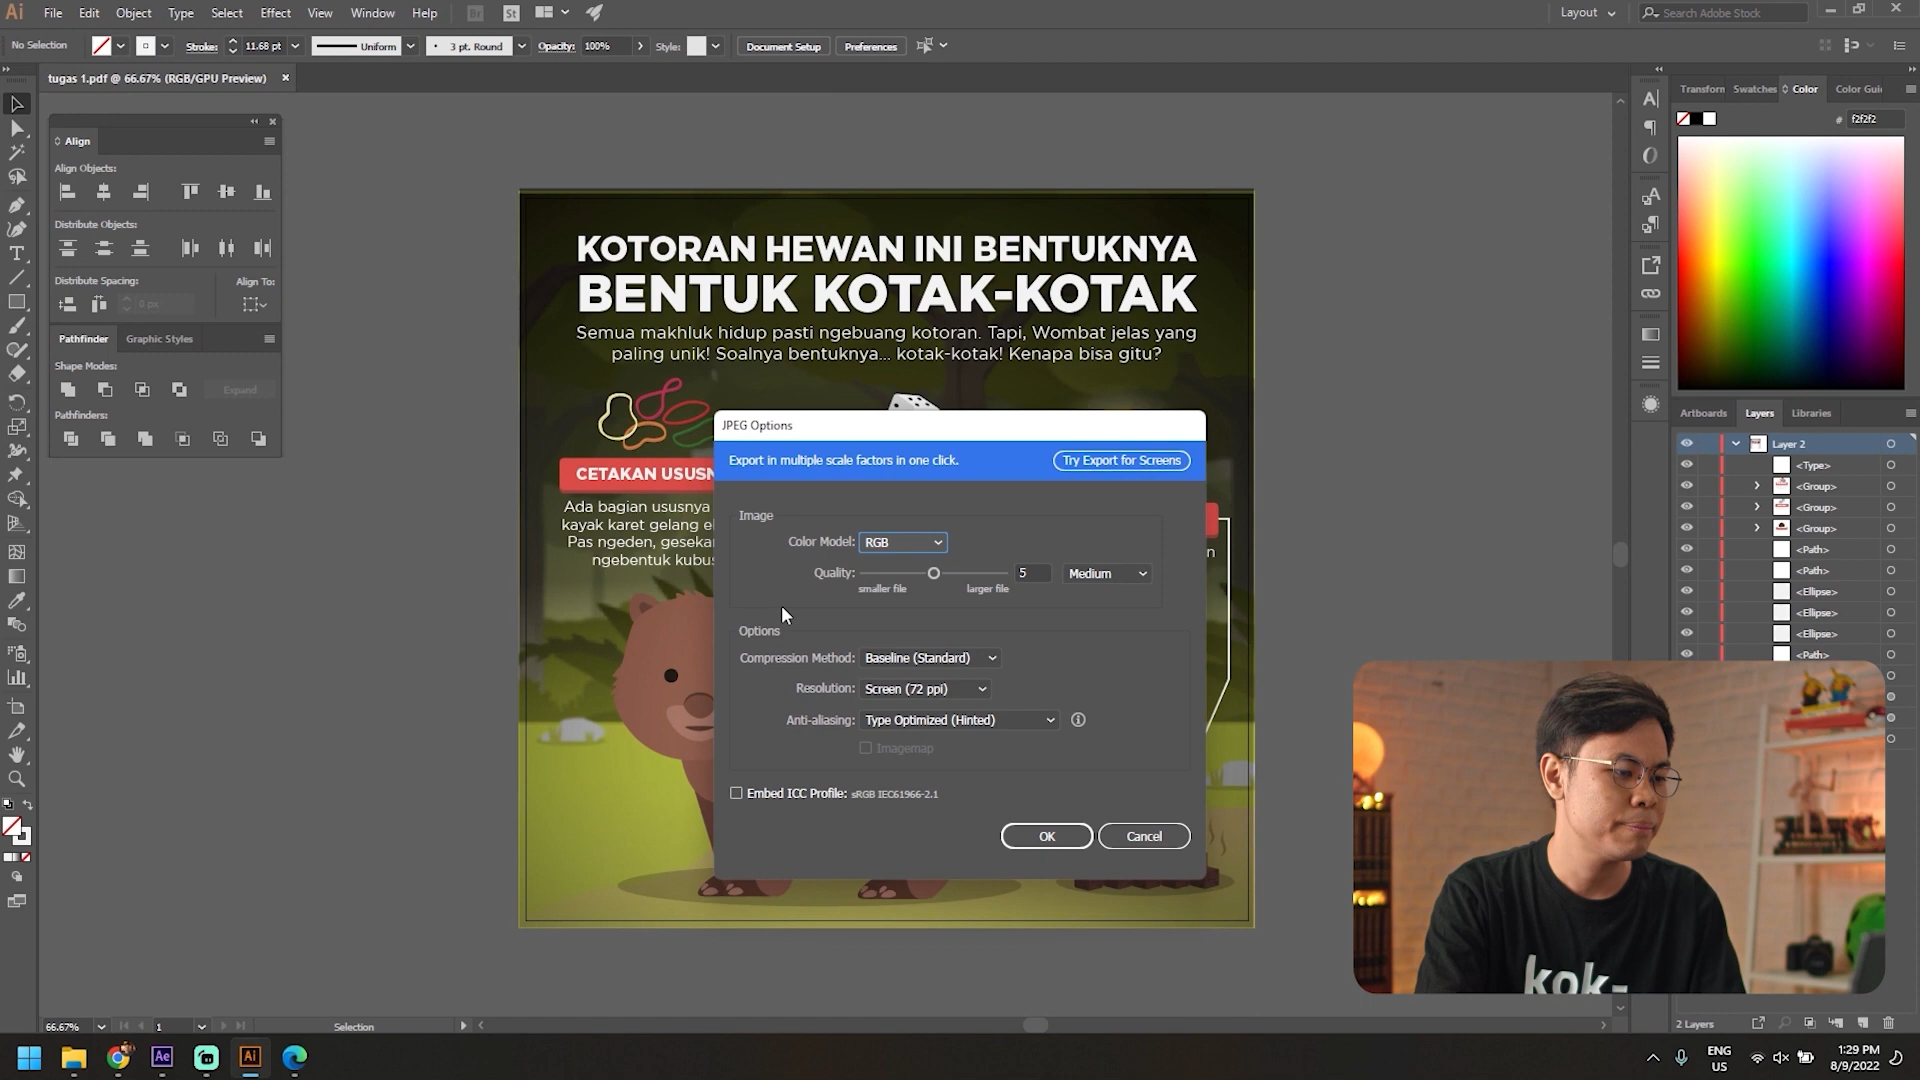 Ai File Edit Object Type Select Effect View Window Help Br St Layout Search Adobe Stock
No Selection Stroke: 11.68 pt Uniform 3 pt. Round Opacity: 100% Style: Document Setup Preferences
tugas 1.pdf @ 66.67% (RGB/GPU Preview)
Transform Swatches Color Color Gui
# f2f2f2
Align
Align Objects:
Distribute Objects:
Distribute Spacing: Align To:
0 px
Pathfinder Graphic Styles
Shape Modes:
Expand
Pathfinders:
KOTORAN HEWAN INI BENTUKNYA
BENTUK KOTAK-KOTAK
Semua makhluk hidup pasti ngebuang kotoran. Tapi, Wombat jelas yang
paling unik! Soalnya bentuknya... kotak-kotak! Kenapa bisa gitu?
CETAKAN USUSN
Ada bagian ususnya
kayak karet gelang el
Pas ngeden, gesekan
ngebentuk kubus
n
JPEG Options
Export in multiple scale factors in one click. Try Export for Screens
Image
Color Model: RGB
Quality: 5 Medium
smaller file larger file
Options
Compression Method: Baseline (Standard)
Resolution: Screen (72 ppi)
Anti-aliasing: Type Optimized (Hinted)
Imagemap
Embed ICC Profile: sRGB IEC61966-2.1
OK Cancel
Artboards Layers Libraries
Layer 2
<Type>
<Group>
<Group>
<Group>
<Path>
<Path>
<Ellipse>
<Ellipse>
<Ellipse>
<Path>
kok-
66.67% 1 Selection
2 Layers
Ae Ai
ENG
US
1:29 PM
8/9/2022